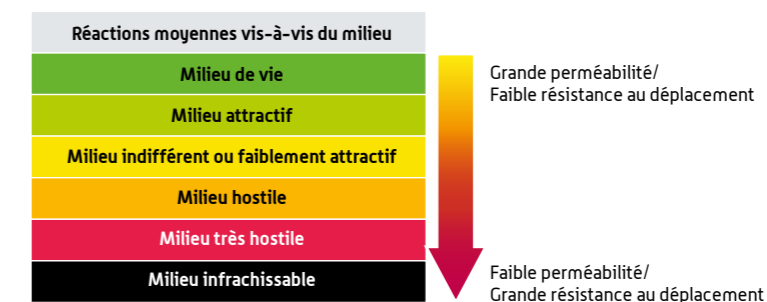 Réactions moyennes vis-à-vis du milieu
Milieu de vie
Milieu attractif
Milieu indifférent ou faiblement attractif
Milieu hostile
Milieu très hostile
Milieu infrachissable
Grande perméabilité/
Faible résistance au déplacement
Faible perméabilité/
Grande résistance au déplacement